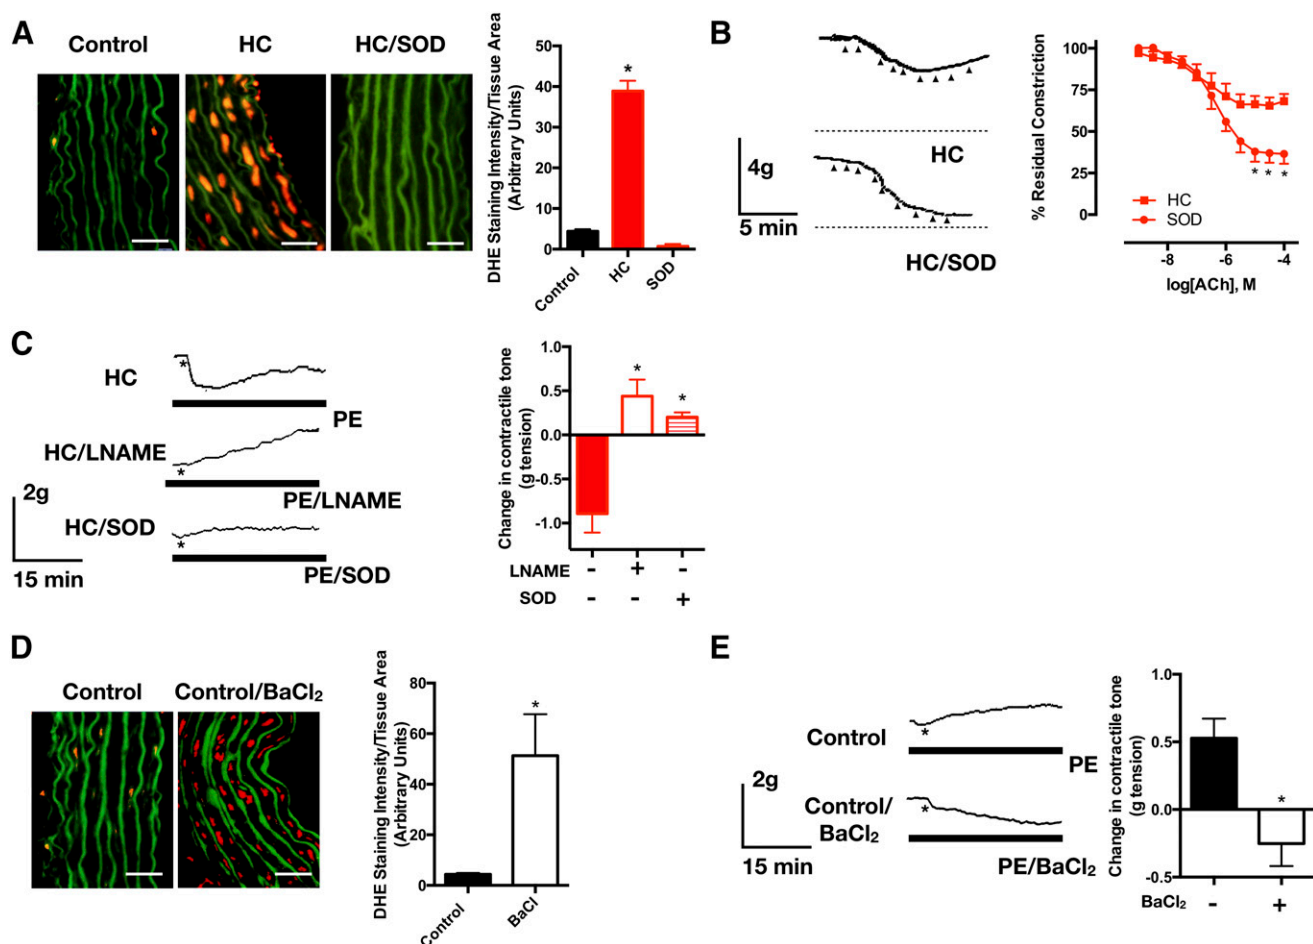 A
Control
HC
HC/SOD
DHE Staining Intensity/Tissue Area
(Arbitrary Units)
50
40
30
20
10
0
Control
HC
SOD
*
B
HC
4g
5 min
HC/SOD
% Residual Constriction
100
75
50
25
0
HC
SOD
* * *
-8
-6
-4
log[ACh], M
C
HC
*
PE
HC/LNAME
*
PE/LNAME
2g
HC/SOD
*
15 min
PE/SOD
Change in contractile tone
(g tension)
1.0
0.5
0.0
-0.5
-1.0
*
*
LNAME - + -
SOD - - +
D
Control
Control/BaCl₂
DHE Staining Intensity/Tissue Area
(Arbitrary Units)
80
60
40
20
0
*
Control
BaCl
E
Control
*
PE
2g
Control/
BaCl₂
*
15 min
PE/BaCl₂
Change in contractile tone
(g tension)
1.0
0.5
0.0
-0.5
*
BaCl₂ - +